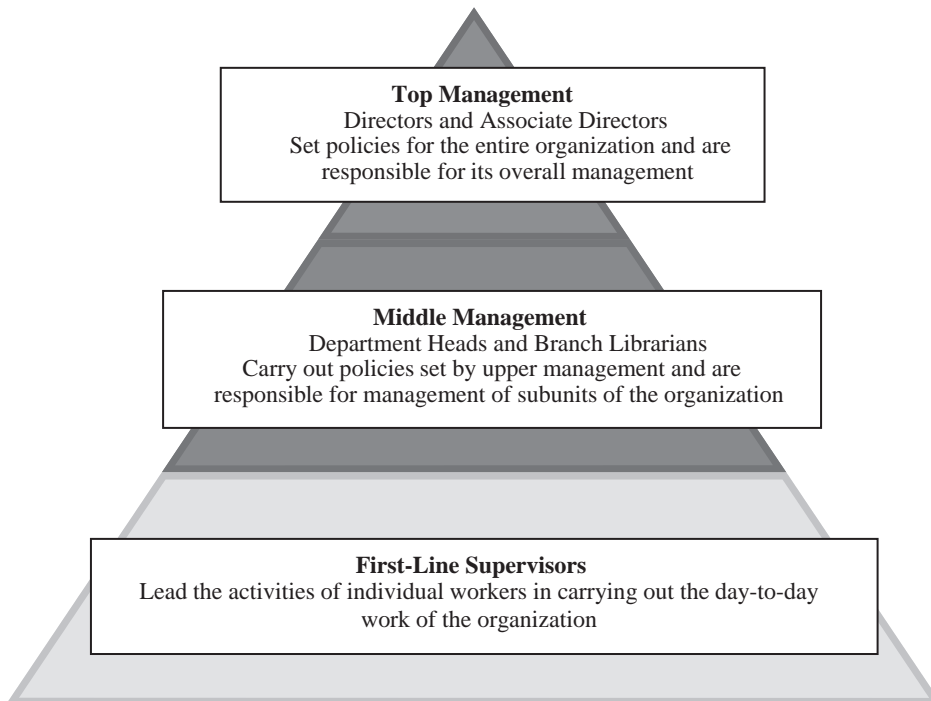 Top Management
Directors and Associate Directors
Set policies for the entire organization and are
responsible for its overall management
Middle Management
Department Heads and Branch Librarians
Carry out policies set by upper management and are
responsible for management of subunits of the organization
First-Line Supervisors
Lead the activities of individual workers in carrying out the day-to-day
work of the organization